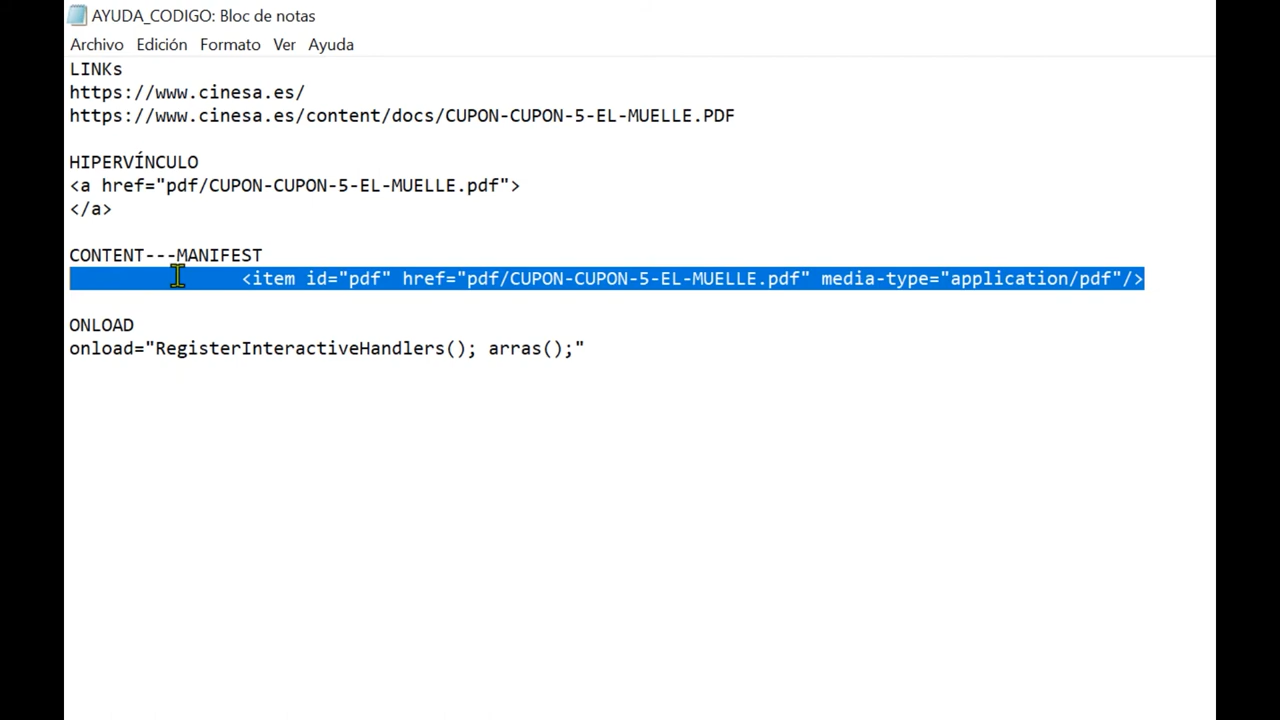 AYUDA_CODIGO: Bloc de notas
Archivo Edición Formato Ver Ayuda
LINKs
https://www.cinesa.es/
https://www.cinesa.es/content/docs/CUPON-CUPON-5-EL-MUELLE.PDF
HIPERVÍNCULO
<a href="pdf/CUPON-CUPON-5-EL-MUELLE.pdf">
</a>
CONTENT---MANIFEST
<item id="pdf" href="pdf/CUPON-CUPON-5-EL-MUELLE.pdf" media-type="application/pdf"/>
ONLOAD
onload="RegisterInteractiveHandlers(); arras();"